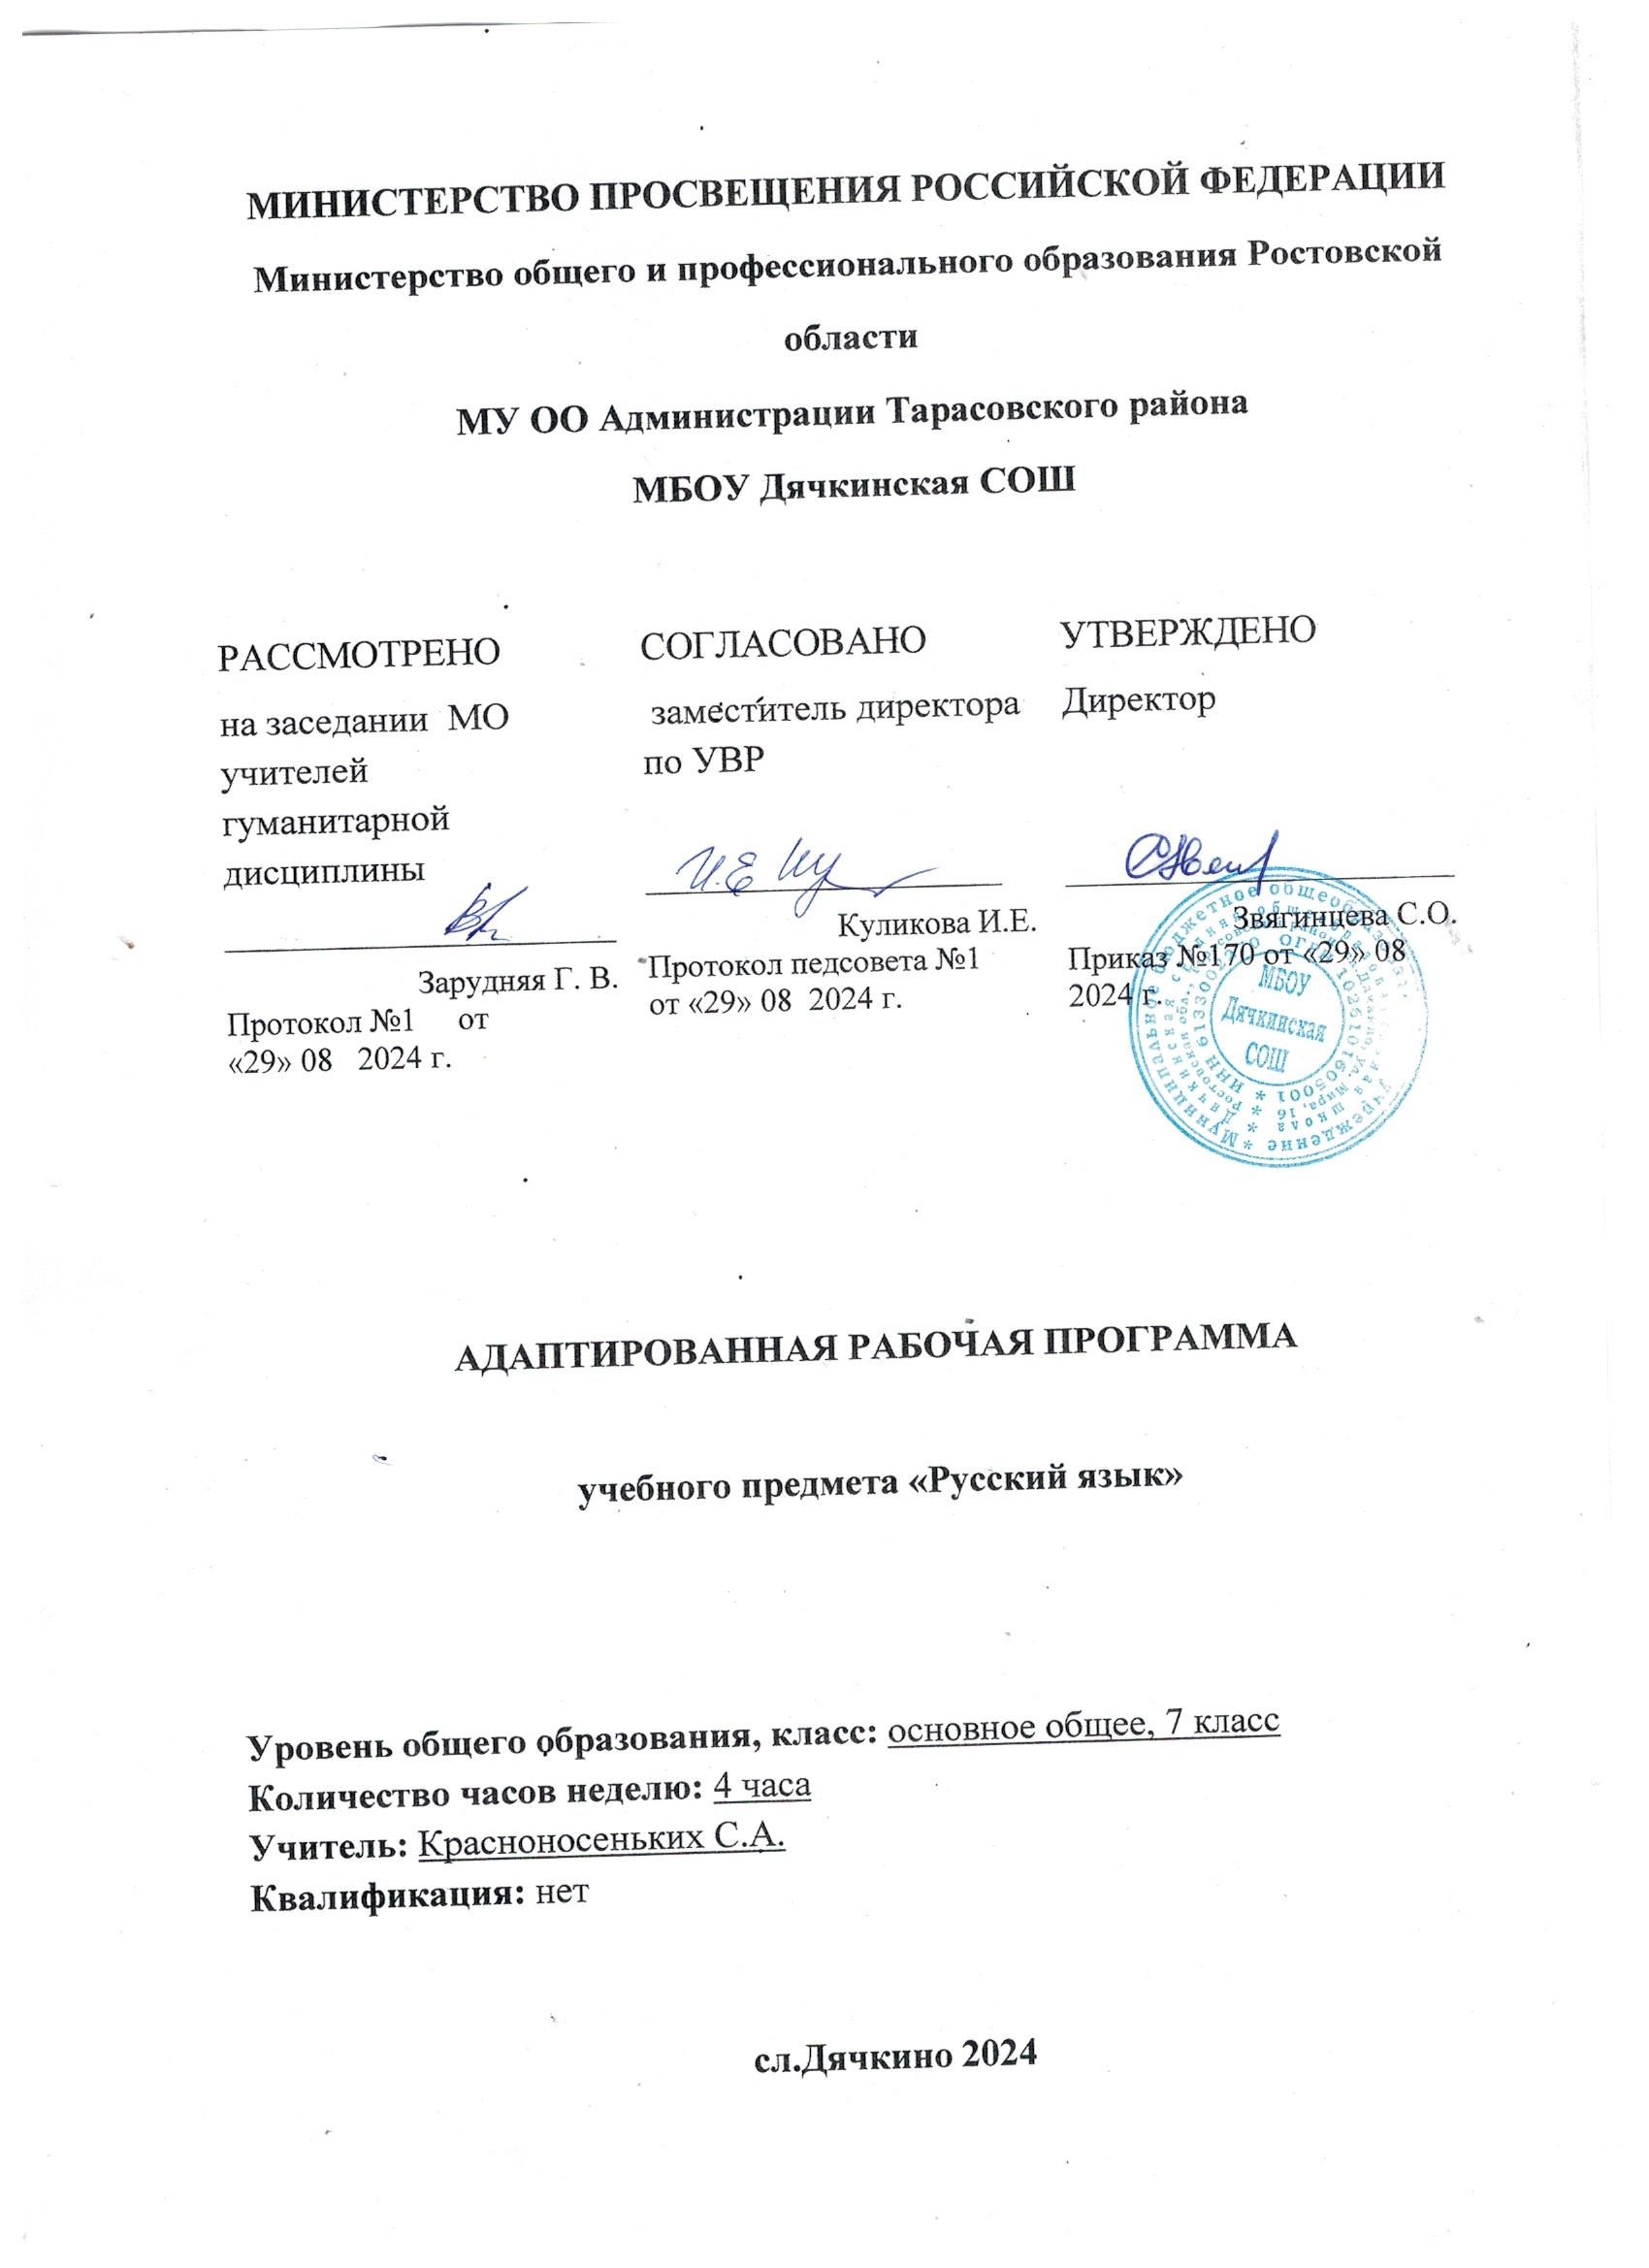 МИНИСТЕРСТВО ПРОСВЕЩЕНИЯ РОССИЙСКОЙ ФЕДЕРАЦИИ
Министерство общего и профессионального образования Ростовской
области
МУ ОО Администрации Тарасовского района
МБОУ Дячкинская СОШ
РАССМОТРЕНО
на заседании МО
учителей
гуманитарной
дисциплины
Зарудняя Г. В.
Протокол №1 от
«29» 08 2024 г.
СОГЛАСОВАНО
заместитель директора
по УВР
Куликова И.Е.
Протокол педсовета №1
от «29» 08 2024 г.
УТВЕРЖДЕНО
Директор
Звягинцева С.О.
Приказ №170 от «29» 08
2024 г.
МБОУ
Дячкинская
СОШ
АДАПТИРОВАННАЯ РАБОЧАЯ ПРОГРАММА
учебного предмета «Русский язык»
Уровень общего образования, класс: основное общее, 7 класс
Количество часов неделю: 4 часа
Учитель: Красноносеньких С.А.
Квалификация: нет
сл.Дячкино 2024